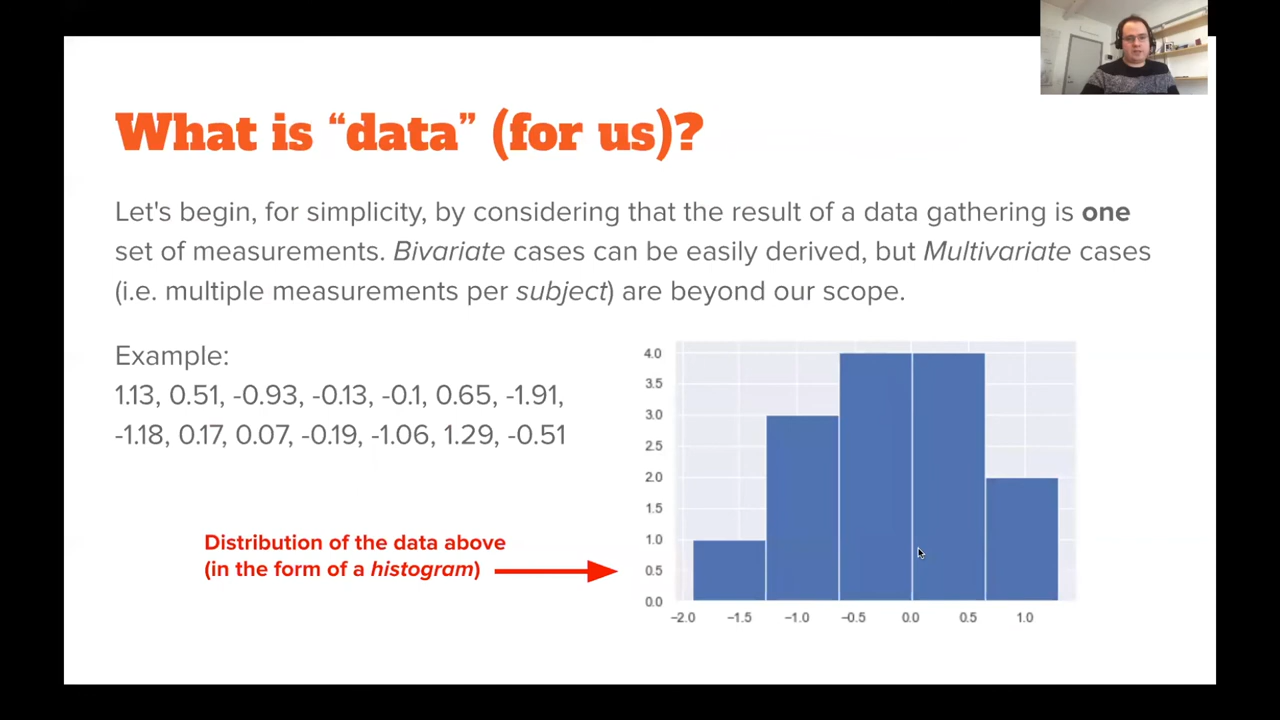 What is “data” (for us)?
Let's begin, for simplicity, by considering that the result of a data gathering is one
set of measurements. Bivariate cases can be easily derived, but Multivariate cases
(i.e. multiple measurements per subject) are beyond our scope.
Example:
1.13, 0.51, -0.93, -0.13, -0.1, 0.65, -1.91,
-1.18, 0.17, 0.07, -0.19, -1.06, 1.29, -0.51
Distribution of the data above
(in the form of a histogram)
4.0
3.5
3.0
2.5
2.0
1.5
1.0
0.5
0.0
−2.0 −1.5 −1.0 −0.5 0.0 0.5 1.0